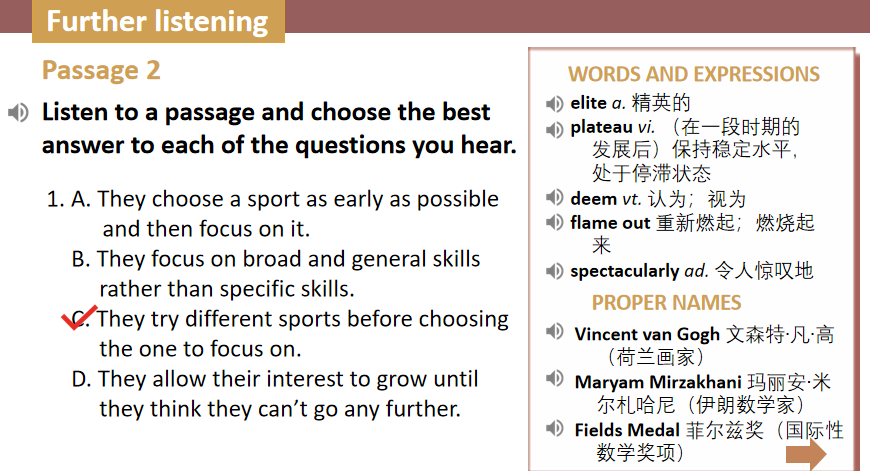 Further listening
Passage 2
Listen to a passage and choose the best
answer to each of the questions you hear.
1. A. They choose a sport as early as possible
and then focus on it.
B. They focus on broad and general skills
rather than specific skills.
C. They try different sports before choosing
the one to focus on.
D. They allow their interest to grow until
they think they can't go any further.
WORDS AND EXPRESSIONS
elite a. 精英的
plateau vi. （在一段时期的
发展后）保持稳定水平，
处于停滞状态
deem vt. 认为；视为
flame out 重新燃起；燃烧起
来
spectacularly ad. 令人惊叹地
PROPER NAMES
Vincent van Gogh 文森特·凡·高
（荷兰画家）
Maryam Mirzakhani 玛丽安·米
尔札哈尼（伊朗数学家）
Fields Medal 菲尔兹奖（国际性
数学奖项）